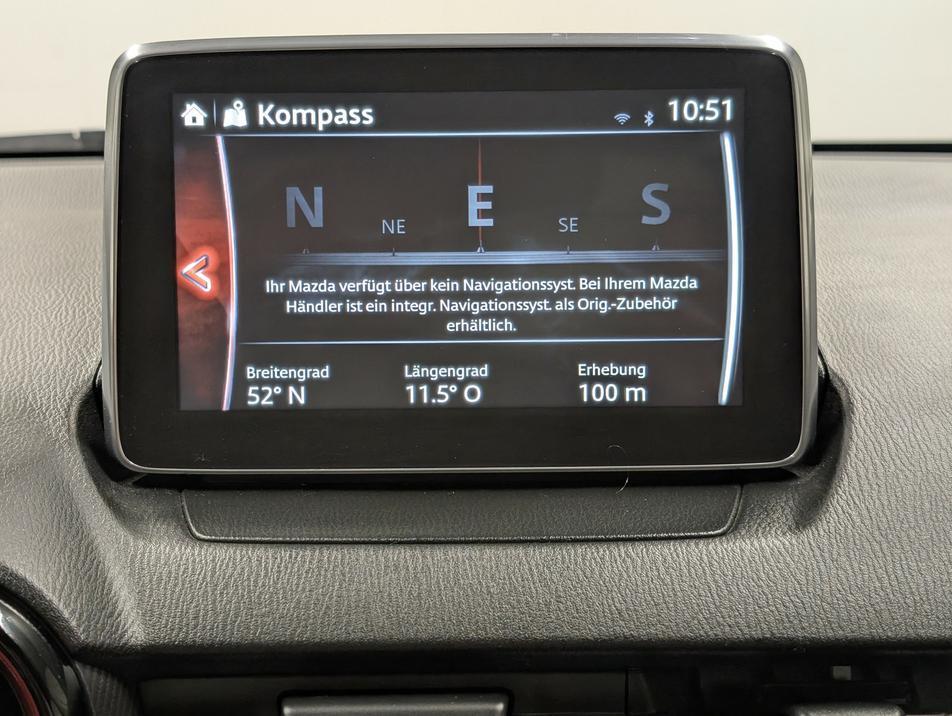 Kompass 10:51
N NE E SE S
Ihr Mazda verfügt über kein Navigationssyst. Bei Ihrem Mazda
Händler ist ein integr. Navigationssyst. als Orig.-Zubehör
erhältlich.
Breitengrad Längengrad Erhebung
52° N 11.5° O 100 m